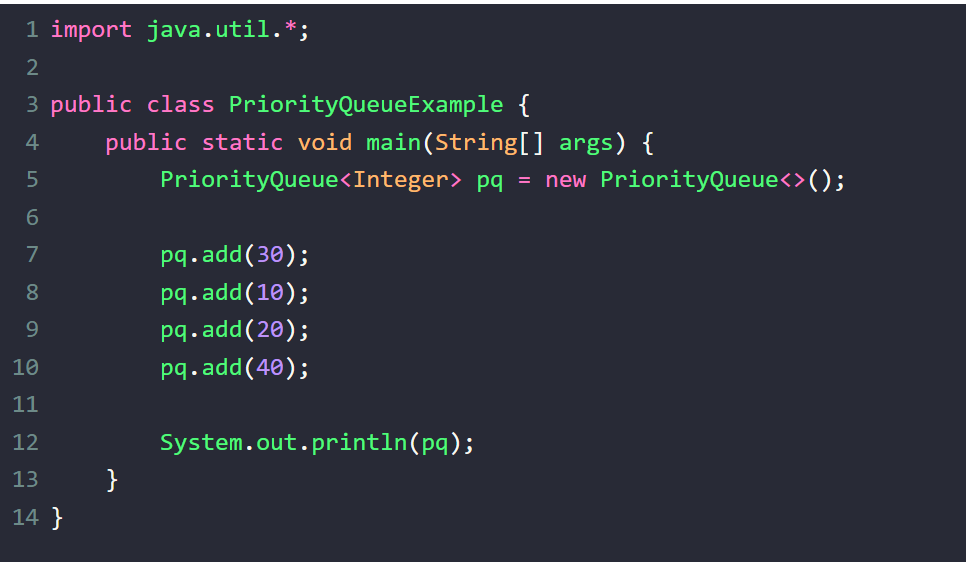 1 import java.util.*;
2
3 public class PriorityQueueExample {
4     public static void main(String[] args) {
5         PriorityQueue<Integer> pq = new PriorityQueue<>();
6
7         pq.add(30);
8         pq.add(10);
9         pq.add(20);
10         pq.add(40);
11
12         System.out.println(pq);
13     }
14 }